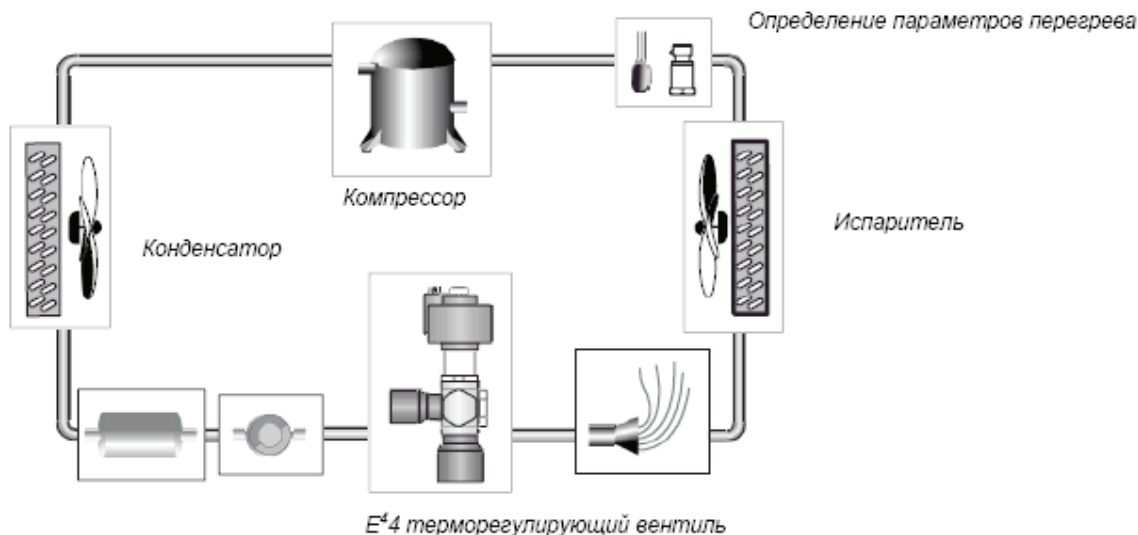 Определение параметров перегрева
Компрессор
Конденсатор
Испаритель
E⁴4 терморегулирующий вентиль